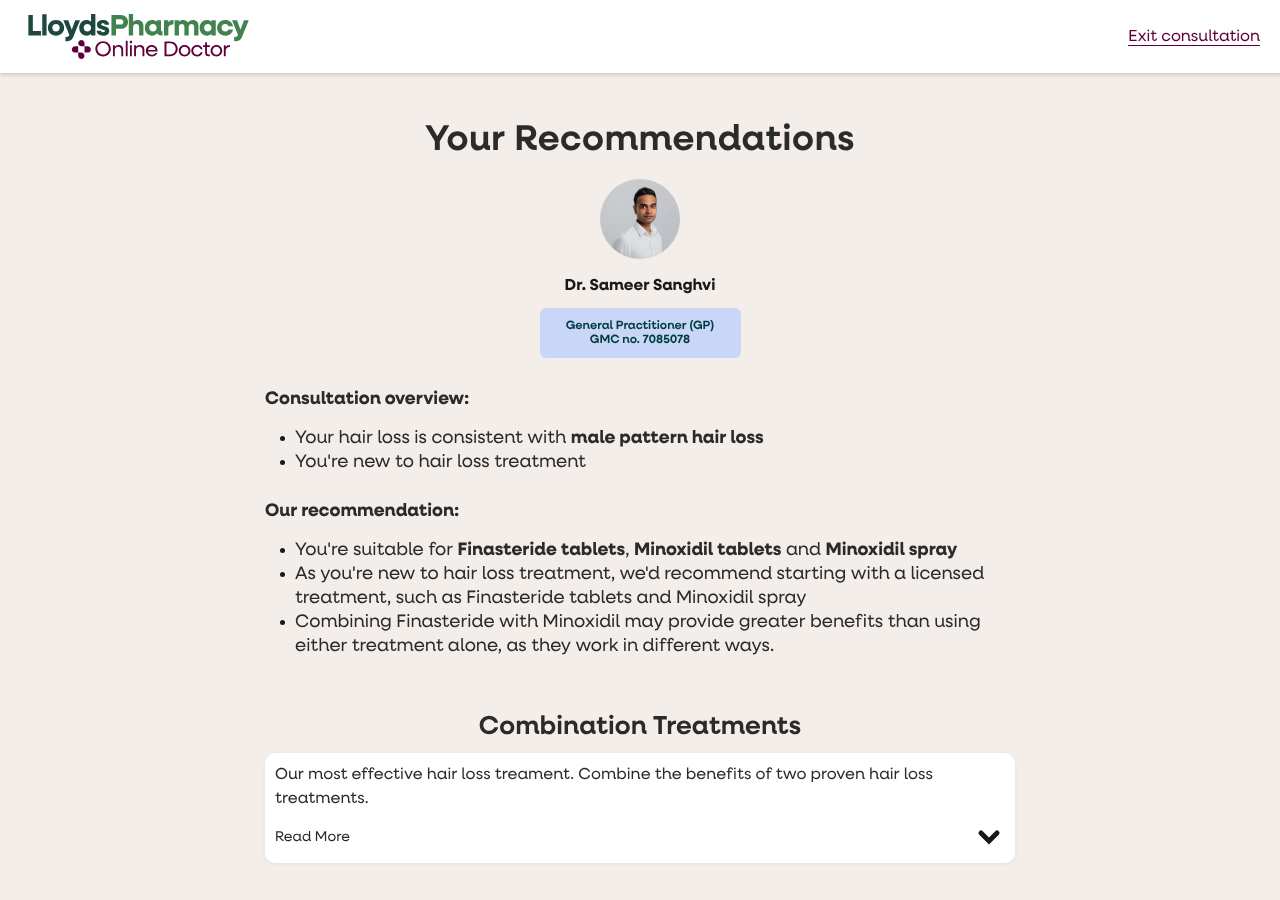 LloydsPharmacy
Online Doctor
Exit consultation
Your Recommendations
Dr. Sameer Sanghvi
General Practitioner (GP)
GMC no. 7085078
Consultation overview:
• Your hair loss is consistent with male pattern hair loss
• You're new to hair loss treatment
Our recommendation:
• You're suitable for Finasteride tablets, Minoxidil tablets and Minoxidil spray
• As you're new to hair loss treatment, we'd recommend starting with a licensed
treatment, such as Finasteride tablets and Minoxidil spray
• Combining Finasteride with Minoxidil may provide greater benefits than using
either treatment alone, as they work in different ways.
Combination Treatments
Our most effective hair loss treament. Combine the benefits of two proven hair loss
treatments.
Read More